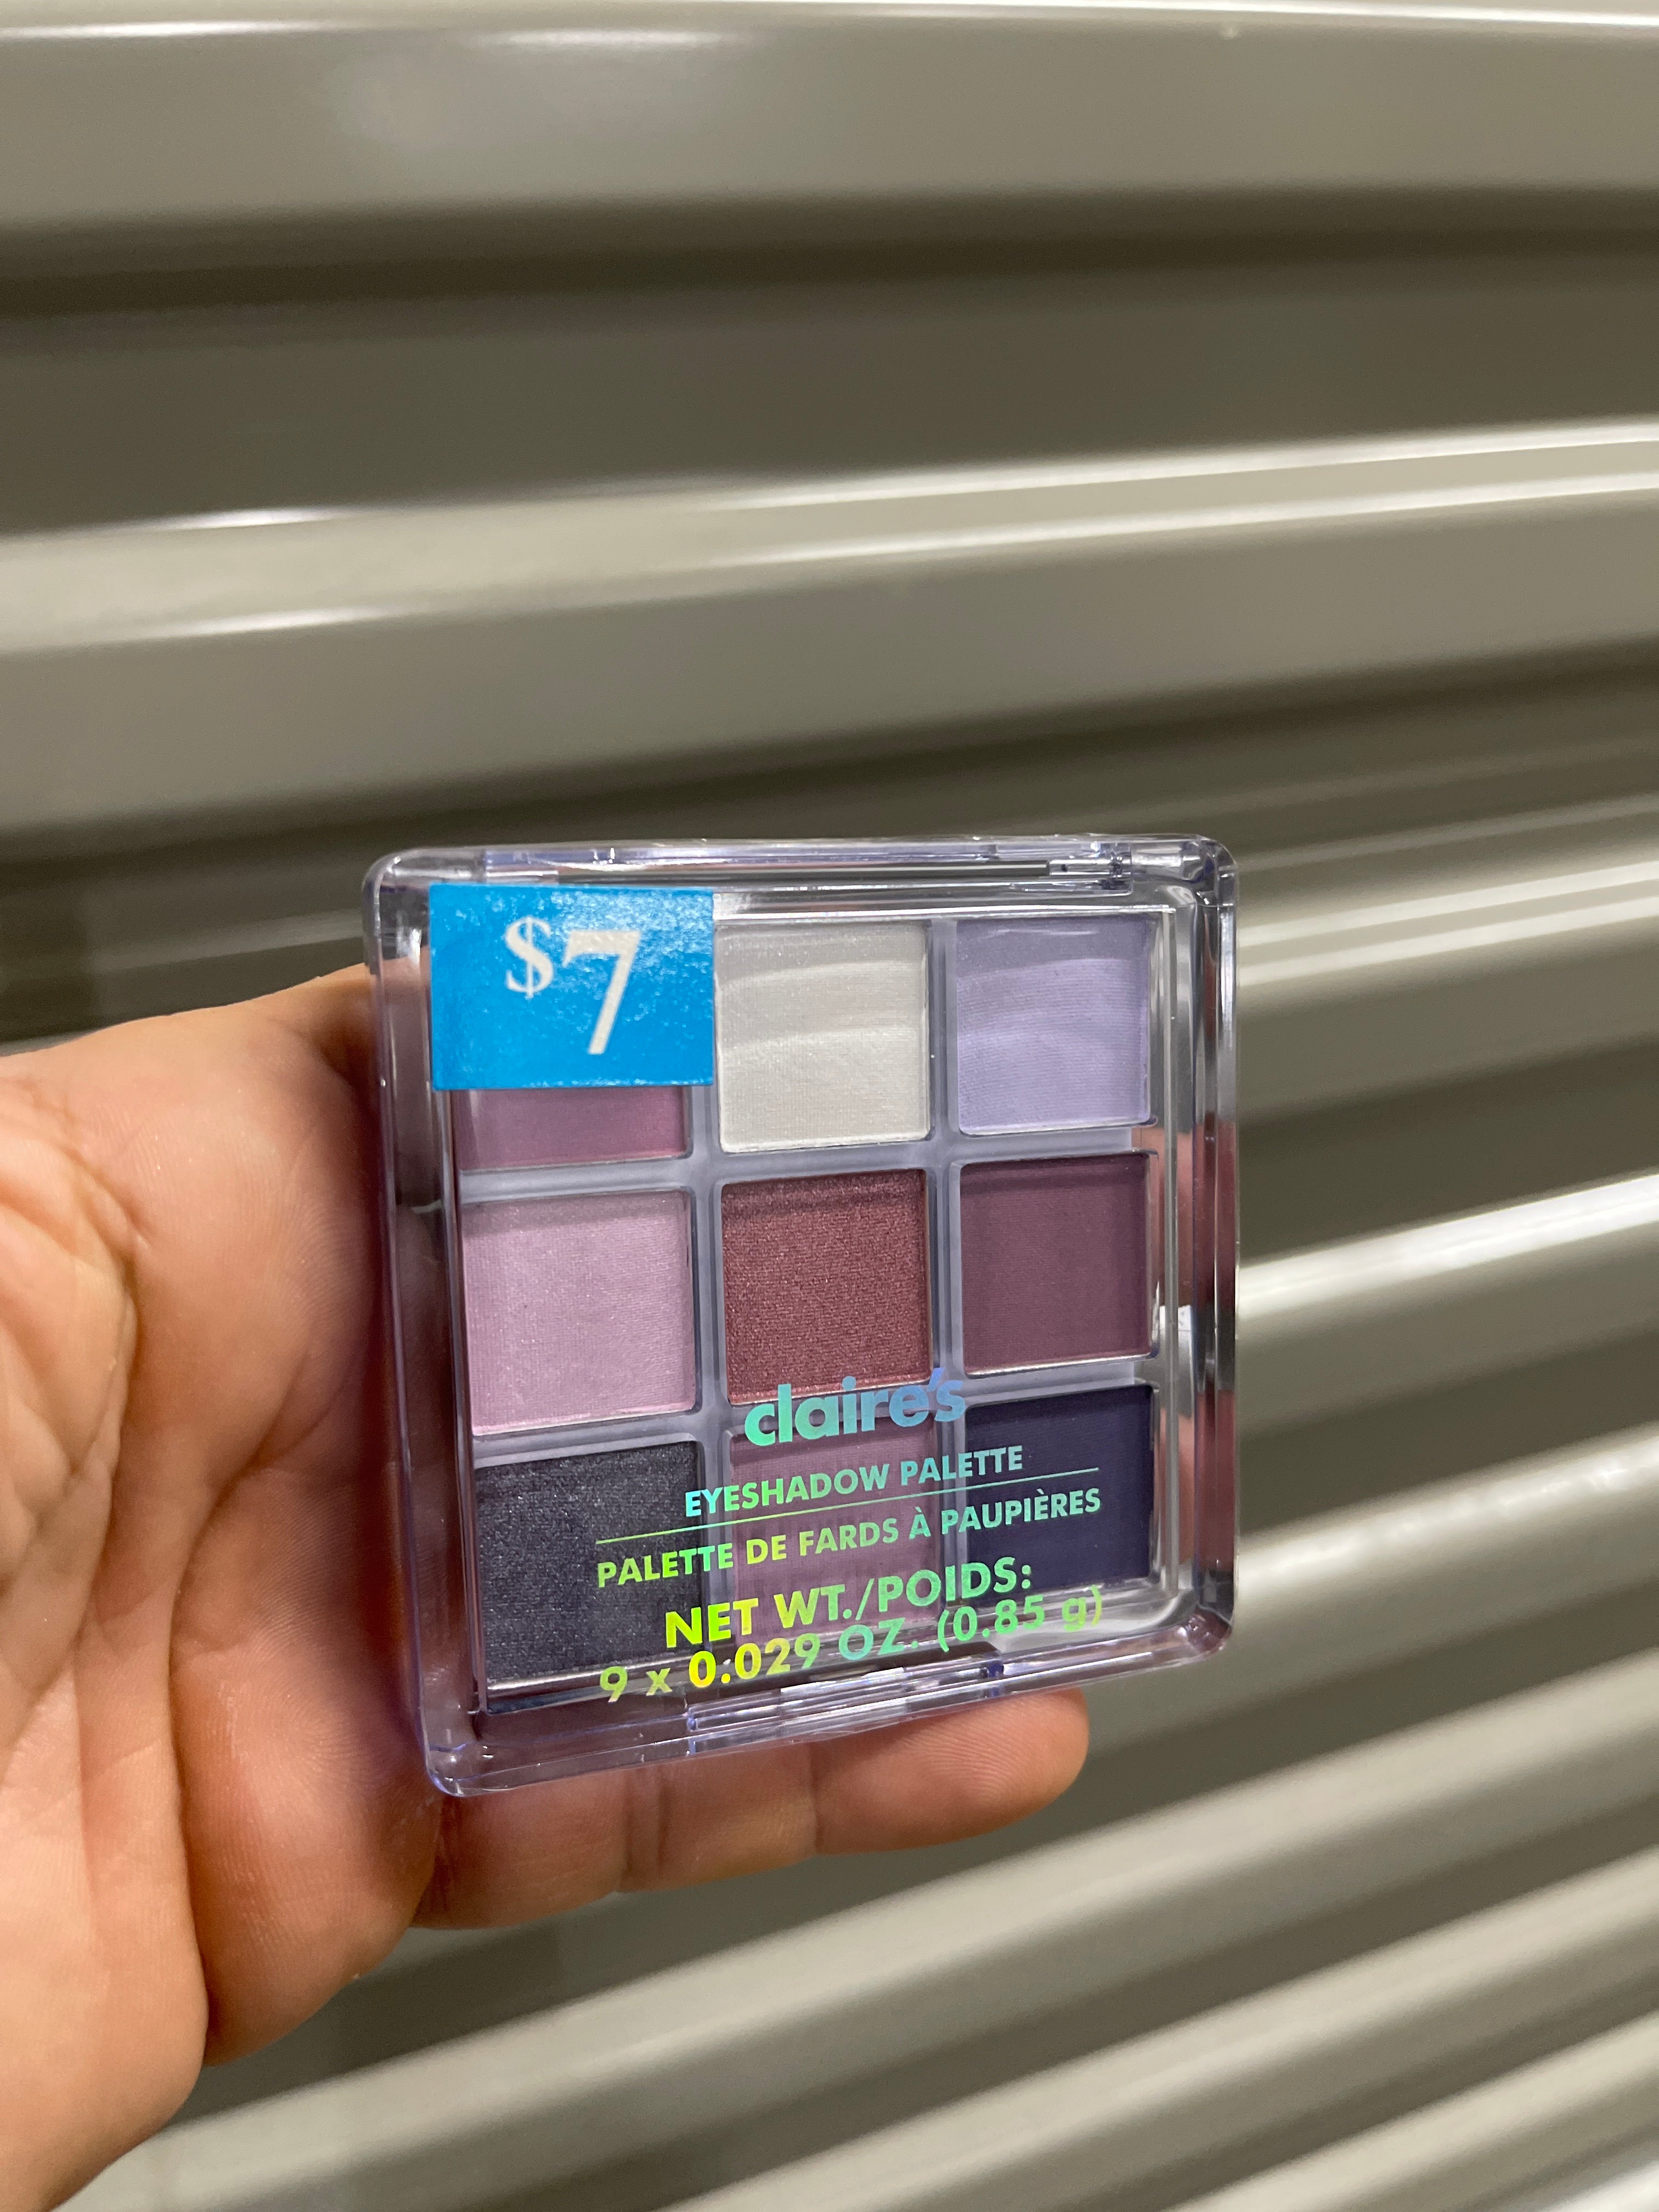 $7
claire's
EYESHADOW PALETTE
PALETTE DE FARDS À PAUPIÈRES
NET WT./POIDS:
9 x 0.029 OZ. (0.85 g)